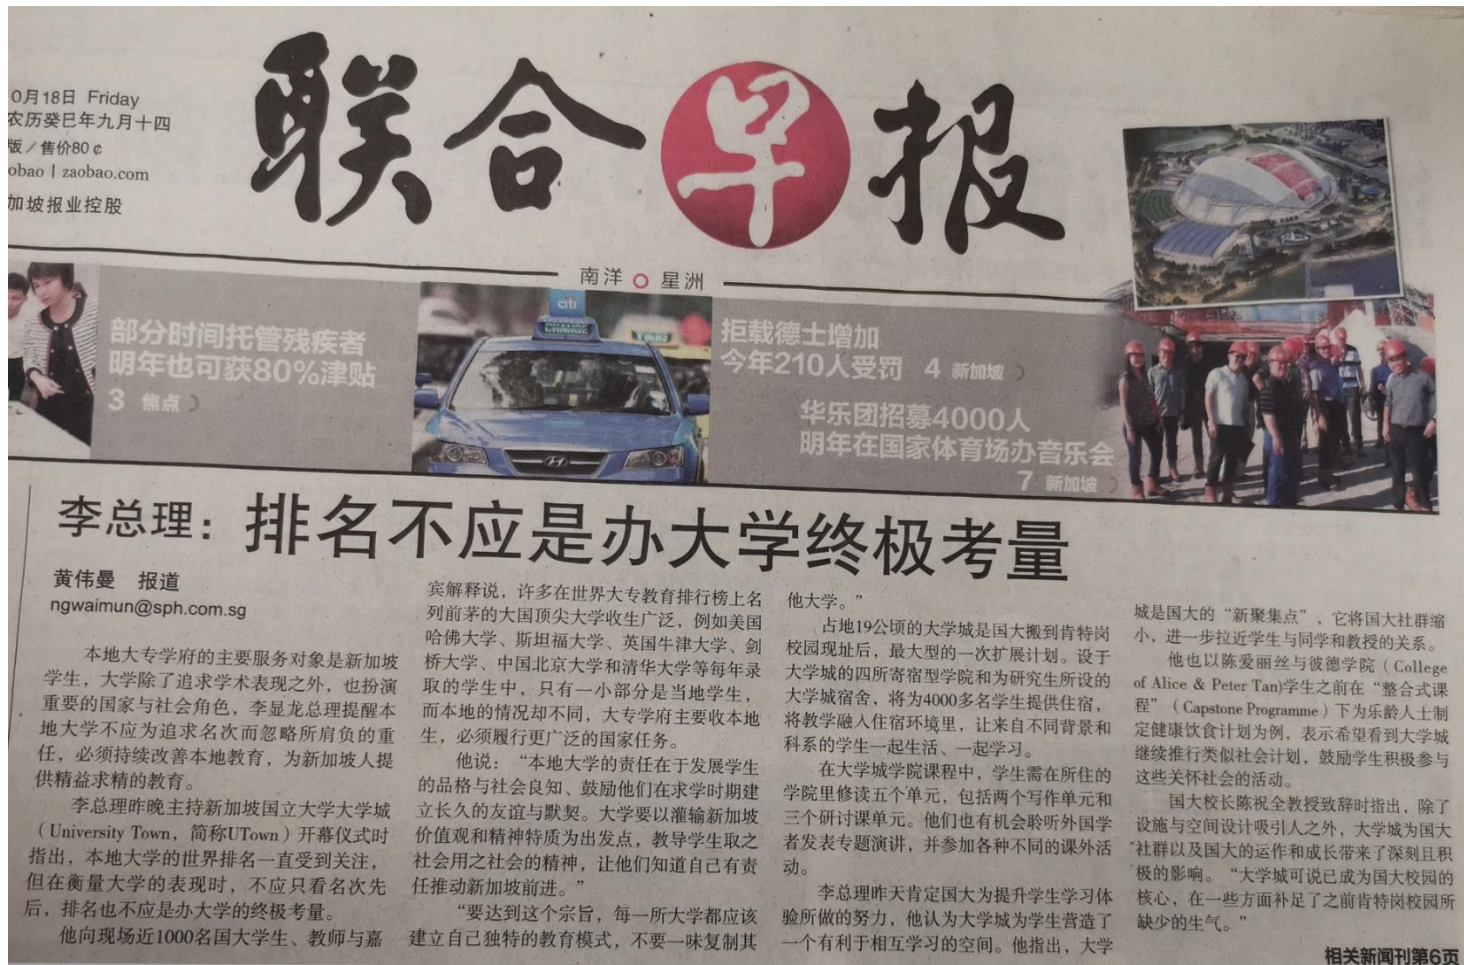 0月18日 Friday
农历癸巳年九月十四
版／售价80￠
obao | zaobao.com
加坡报业控股
联合早报
南洋 星洲
部分时间托管残疾者
明年也可获80%津贴
3 焦点
citi
拒载德士增加
今年210人受罚 4 新加坡
华乐团招募4000人
明年在国家体育场办音乐会
7 新加坡
李总理：排名不应是办大学终极考量
黄伟曼 报道
ngwaimun@sph.com.sg
本地大专学府的主要服务对象是新加坡
学生，大学除了追求学术表现之外，也扮演
重要的国家与社会角色，李显龙总理提醒本
地大学不应为追求名次而忽略所肩负的重
任，必须持续改善本地教育，为新加坡人提
供精益求精的教育。
李总理昨晚主持新加坡国立大学大学城
（University Town，简称UTown）开幕仪式时
指出，本地大学的世界排名一直受到关注，
但在衡量大学的表现时，不应只看名次先
后，排名也不应是办大学的终极考量。
他向现场近1000名国大学生、教师与嘉
宾解释说，许多在世界大专教育排行榜上名
列前茅的大国顶尖大学收生广泛，例如美国
哈佛大学、斯坦福大学、英国牛津大学、剑
桥大学、中国北京大学和清华大学等每年录
取的学生中，只有一小部分是当地学生，
而本地的情况却不同，大专学府主要收本地
生，必须履行更广泛的国家任务。
他说：“本地大学的责任在于发展学生
的品格与社会良知、鼓励他们在求学时期建
立长久的友谊与默契。大学要以灌输新加坡
价值观和精神特质为出发点，教导学生取之
社会用之社会的精神，让他们知道自己有责
任推动新加坡前进。”
“要达到这个宗旨，每一所大学都应该
建立自己独特的教育模式，不要一味复制其
他大学。”
占地19公顷的大学城是国大搬到肯特岗
校园现址后，最大型的一次扩展计划。设于
大学城的四所寄宿型学院和为研究生所设的
大学城宿舍，将为4000多名学生提供住宿，
将教学融入住宿环境里，让来自不同背景和
科系的学生一起生活、一起学习。
在大学城学院课程中，学生需在所住的
学院里修读五个单元，包括两个写作单元和
三个研讨课单元。他们也有机会聆听外国学
者发表专题演讲，并参加各种不同的课外活
动。
李总理昨天肯定国大为提升学生学习体
验所做的努力，他认为大学城为学生营造了
一个有利于相互学习的空间。他指出，大学
城是国大的“新聚集点”，它将国大社群缩
小，进一步拉近学生与同学和教授的关系。
他也以陈爱丽丝与彼德学院（College
of Alice & Peter Tan)学生之前在“整合式课
程”（Capstone Programme）下为乐龄人士制
定健康饮食计划为例，表示希望看到大学城
继续推行类似社会计划，鼓励学生积极参与
这些关怀社会的活动。
国大校长陈祝全教授致辞时指出，除了
设施与空间设计吸引人之外，大学城为国大
社群以及国大的运作和成长带来了深刻且积
极的影响。“大学城可说已成为国大校园的
核心，在一些方面补足了之前肯特岗校园所
缺少的生气。”
相关新闻刊第6页